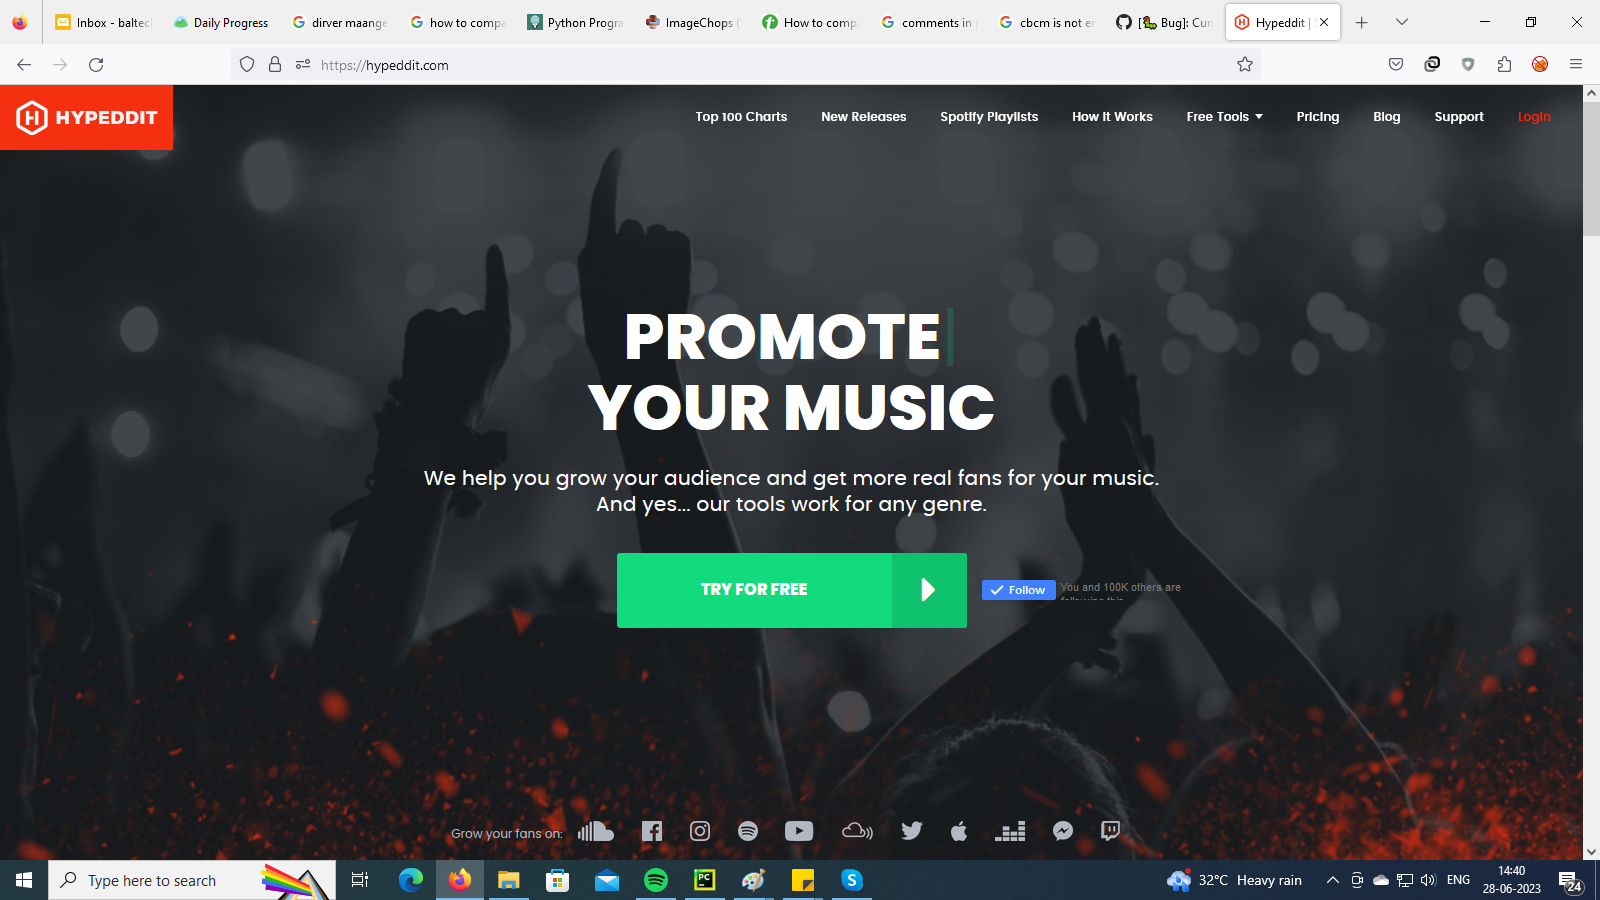 Inbox - baltec
Daily Progress
dirver maange
how to compa
Python Progra
ImageChops (
How to comp
comments in
cbcm is not e
[🐛 Bug]: Cur
Hypeddit |
https://hypeddit.com
HYPEDDIT
Top 100 Charts
New Releases
Spotify Playlists
How It Works
Free Tools
Pricing
Blog
Support
Login
PROMOTE
YOUR MUSIC
We help you grow your audience and get more real fans for your music.
And yes... our tools work for any genre.
TRY FOR FREE
Follow
You and 100K others are
following this.
Grow your fans on:
Type here to search
32°C Heavy rain
ENG
14:40
28-06-2023
24